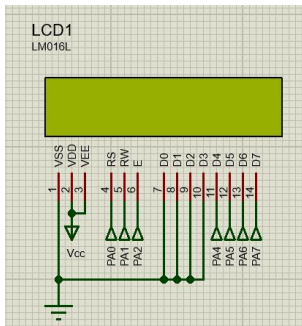 LCD1
LM016L
VSS VDD VEE RS RW E D0 D1 D2 D3 D4 D5 D6 D7
1 2 3 4 5 6 7 8 9 10 11 12 13 14
Vcc PA0 PA1 PA2 PA4 PA5 PA6 PA7